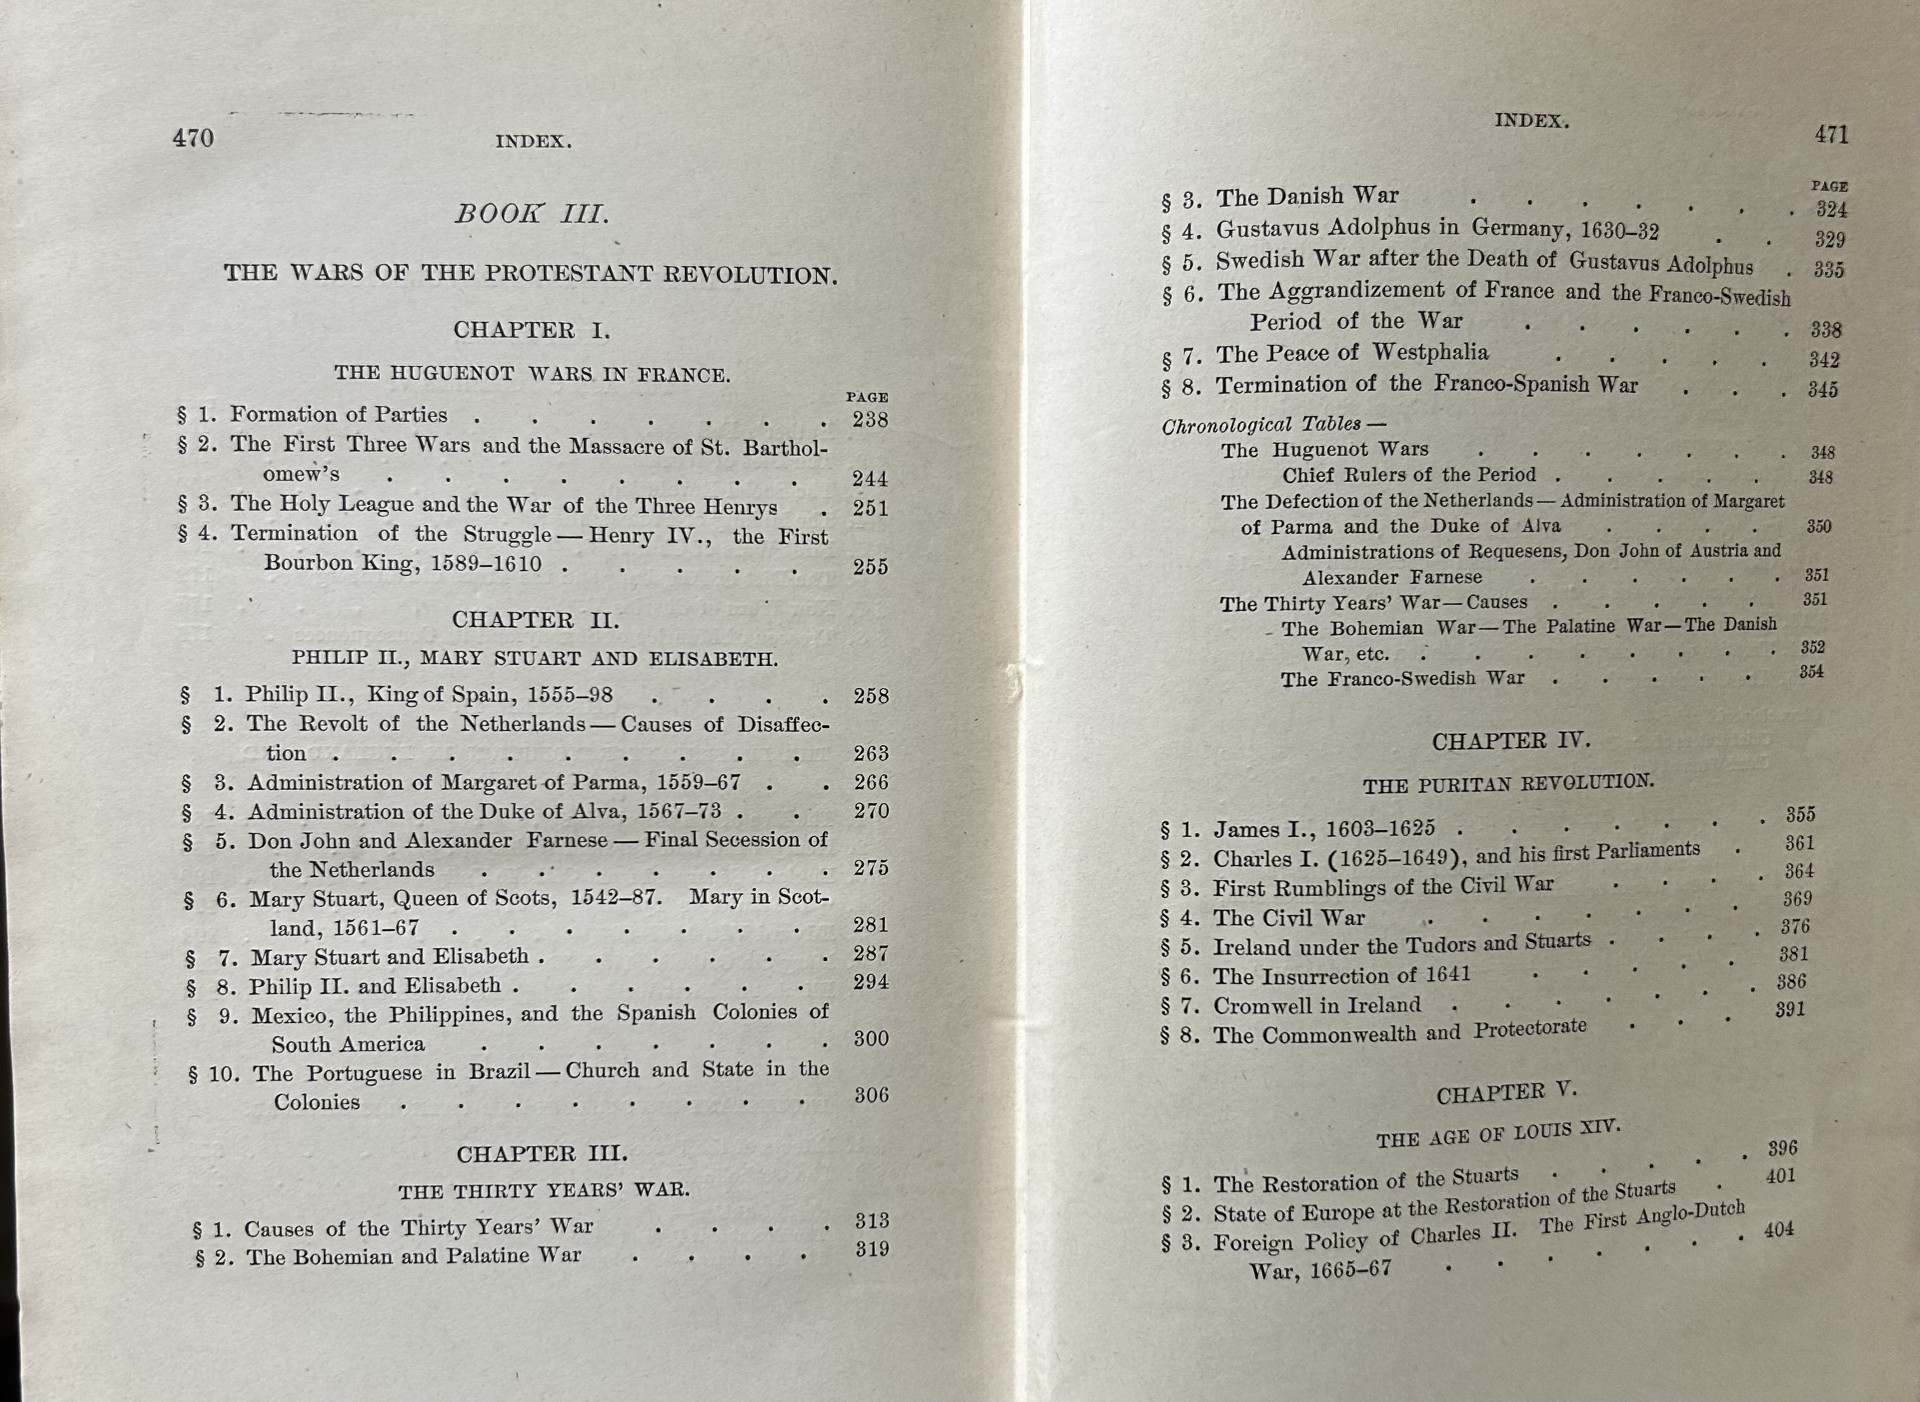 470 INDEX.
BOOK III.
THE WARS OF THE PROTESTANT REVOLUTION.
CHAPTER I.
THE HUGUENOT WARS IN FRANCE.
PAGE
§ 1. Formation of Parties . . . . . . . 238
§ 2. The First Three Wars and the Massacre of St. Barthol-
omew's . . . . . . . . 244
§ 3. The Holy League and the War of the Three Henrys . 251
§ 4. Termination of the Struggle — Henry IV., the First
Bourbon King, 1589–1610 . . . . . 255
CHAPTER II.
PHILIP II., MARY STUART AND ELISABETH.
§ 1. Philip II., King of Spain, 1555–98 . . . . 258
§ 2. The Revolt of the Netherlands — Causes of Disaffec-
tion . . . . . . . . . 263
§ 3. Administration of Margaret of Parma, 1559–67 . . 266
§ 4. Administration of the Duke of Alva, 1567–73 . . 270
§ 5. Don John and Alexander Farnese — Final Secession of
the Netherlands . . . . . . . 275
§ 6. Mary Stuart, Queen of Scots, 1542–87. Mary in Scot-
land, 1561–67 . . . . . . . 281
§ 7. Mary Stuart and Elisabeth . . . . . . 287
§ 8. Philip II. and Elisabeth . . . . . . 294
§ 9. Mexico, the Philippines, and the Spanish Colonies of
South America . . . . . . . 300
§ 10. The Portuguese in Brazil — Church and State in the
Colonies . . . . . . . . 306
CHAPTER III.
THE THIRTY YEARS' WAR.
§ 1. Causes of the Thirty Years' War . . . . 313
§ 2. The Bohemian and Palatine War . . . . 319
INDEX. 471
PAGE
§ 3. The Danish War . . . . . . . 324
§ 4. Gustavus Adolphus in Germany, 1630–32 . . 329
§ 5. Swedish War after the Death of Gustavus Adolphus . 335
§ 6. The Aggrandizement of France and the Franco-Swedish
Period of the War . . . . . . 338
§ 7. The Peace of Westphalia . . . . . 342
§ 8. Termination of the Franco-Spanish War . . . 345
Chronological Tables —
The Huguenot Wars . . . . . . . 348
Chief Rulers of the Period . . . . . 348
The Defection of the Netherlands — Administration of Margaret
of Parma and the Duke of Alva . . . . 350
Administrations of Requesens, Don John of Austria and
Alexander Farnese . . . . . . 351
The Thirty Years' War — Causes . . . . . 351
The Bohemian War — The Palatine War — The Danish
War, etc. . . . . . . . . 352
The Franco-Swedish War . . . . . 354
CHAPTER IV.
THE PURITAN REVOLUTION.
§ 1. James I., 1603–1625 . . . . . . . 355
§ 2. Charles I. (1625–1649), and his first Parliaments . 361
§ 3. First Rumblings of the Civil War . . . . 364
§ 4. The Civil War . . . . . . . 369
§ 5. Ireland under the Tudors and Stuarts . . . . 376
§ 6. The Insurrection of 1641 . . . . . 381
§ 7. Cromwell in Ireland . . . . . . . 386
§ 8. The Commonwealth and Protectorate . . . 391
CHAPTER V.
THE AGE OF LOUIS XIV.
§ 1. The Restoration of the Stuarts . . . . . 396
§ 2. State of Europe at the Restoration of the Stuarts . 401
§ 3. Foreign Policy of Charles II. The First Anglo-Dutch
War, 1665–67 . . . . . . . 404